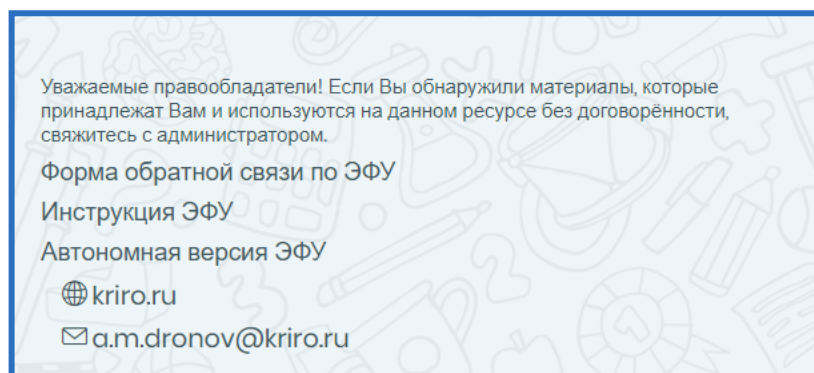 Уважаемые правообладатели! Если Вы обнаружили материалы, которые
принадлежат Вам и используются на данном ресурсе без договорённости,
свяжитесь с администратором.
Форма обратной связи по ЭФУ
Инструкция ЭФУ
Автономная версия ЭФУ
kriro.ru
a.m.dronov@kriro.ru